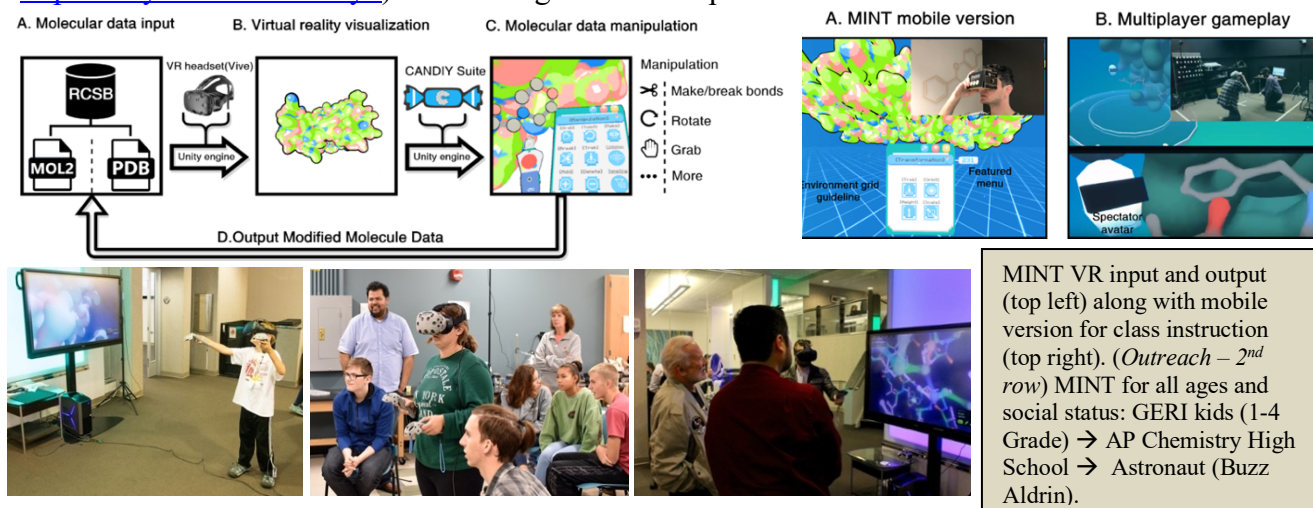 A. Molecular data input
B. Virtual reality visualization
C. Molecular data manipulation
RCSB
MOL2
PDB
VR headset(Vive)
Unity engine
CANDIY Suite
Unity engine
Manipulation
Make/break bonds
Rotate
Grab
More
D.Output Modified Molecule Data
A. MINT mobile version
B. Multiplayer gameplay
Environment grid
guideline
Featured
menu
Spectator
avatar
MINT VR input and output
(top left) along with mobile
version for class instruction
(top right). (Outreach – 2nd
row) MINT for all ages and
social status: GERI kids (1-4
Grade) → AP Chemistry High
School → Astronaut (Buzz
Aldrin).